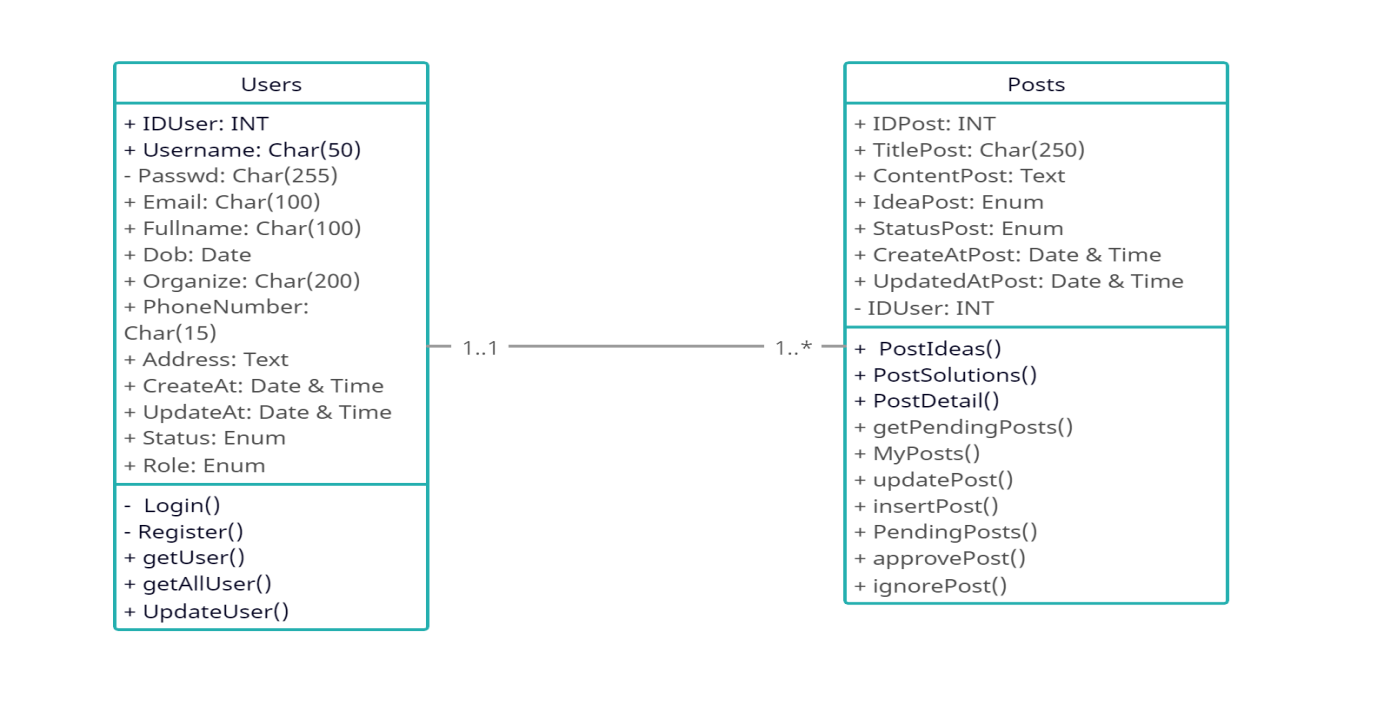 Users
+ IDUser: INT
+ Username: Char(50)
- Passwd: Char(255)
+ Email: Char(100)
+ Fullname: Char(100)
+ Dob: Date
+ Organize: Char(200)
+ PhoneNumber:
Char(15)
+ Address: Text
+ CreateAt: Date & Time
+ UpdateAt: Date & Time
+ Status: Enum
+ Role: Enum
- Login()
- Register()
+ getUser()
+ getAllUser()
+ UpdateUser()
1..1
1..*
Posts
+ IDPost: INT
+ TitlePost: Char(250)
+ ContentPost: Text
+ IdeaPost: Enum
+ StatusPost: Enum
+ CreateAtPost: Date & Time
+ UpdatedAtPost: Date & Time
- IDUser: INT
+ PostIdeas()
+ PostSolutions()
+ PostDetail()
+ getPendingPosts()
+ MyPosts()
+ updatePost()
+ insertPost()
+ PendingPosts()
+ approvePost()
+ ignorePost()